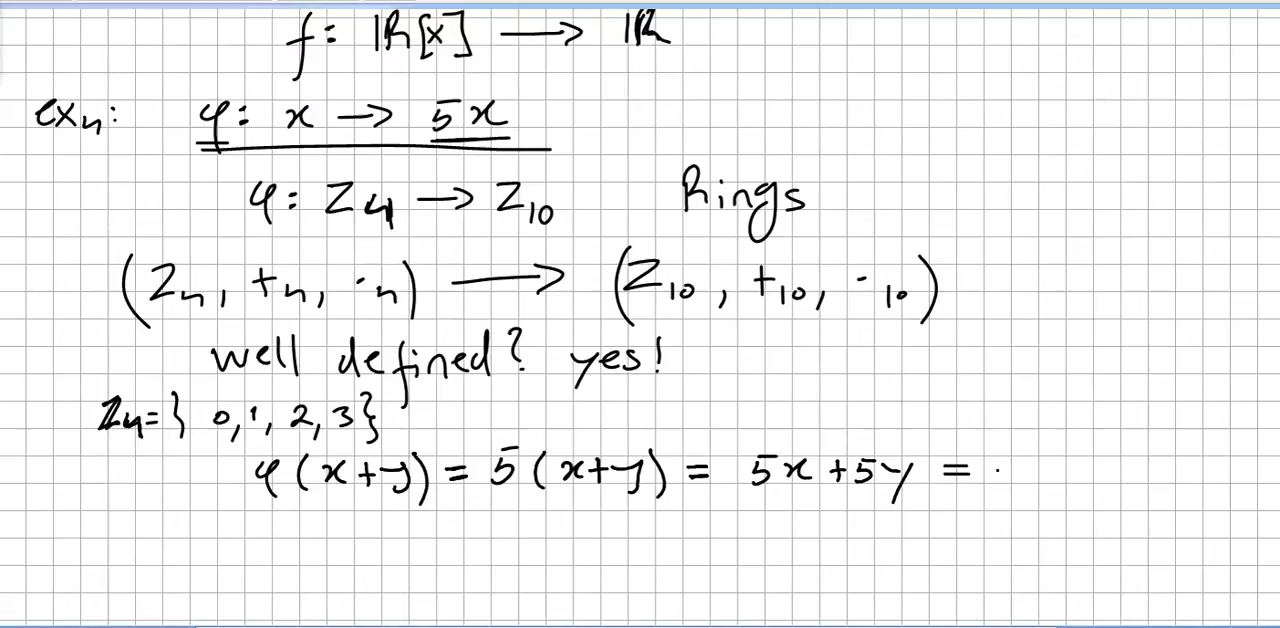 f: ℝ[x] ⟶ ℝ
ex4: φ: x → 5x
φ: Z4 → Z10 Rings
(Z4, +4, ·4) ⟶ (Z10, +10, ·10)
well defined? yes!
Z4={ 0, 1, 2, 3}
φ(x+y) = 5(x+y) = 5x+5y =